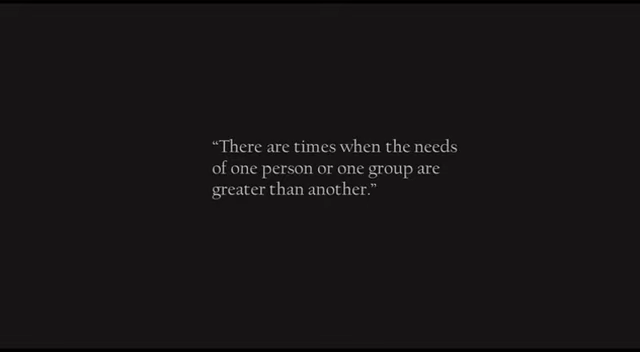 “There are times when the needs
of one person or one group are
greater than another.”